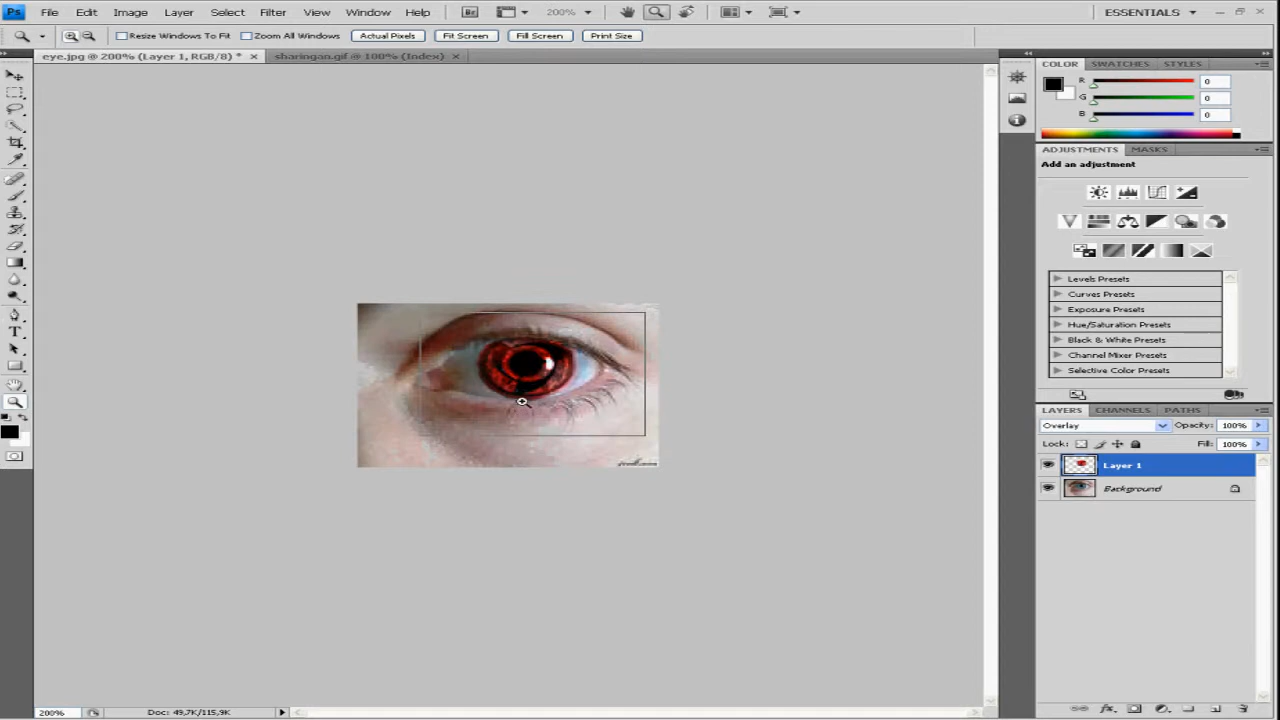 Ps File Edit Image Layer Select Filter View Window Help Br 200% ESSENTIALS
Resize Windows To Fit Zoom All Windows Actual Pixels Fit Screen Fill Screen Print Size
eye.jpg @ 200% (Layer 1, RGB/8) * sharingan.gif @ 100% (Index)
COLOR SWATCHES STYLES
R 0
G 0
B 0
ADJUSTMENTS MASKS
Add an adjustment
Levels Presets
Curves Presets
Exposure Presets
Hue/Saturation Presets
Black & White Presets
Channel Mixer Presets
Selective Color Presets
LAYERS CHANNELS PATHS
Overlay Opacity: 100%
Lock: Fill: 100%
Layer 1
Background
200% Doc: 49,7K/115,9K